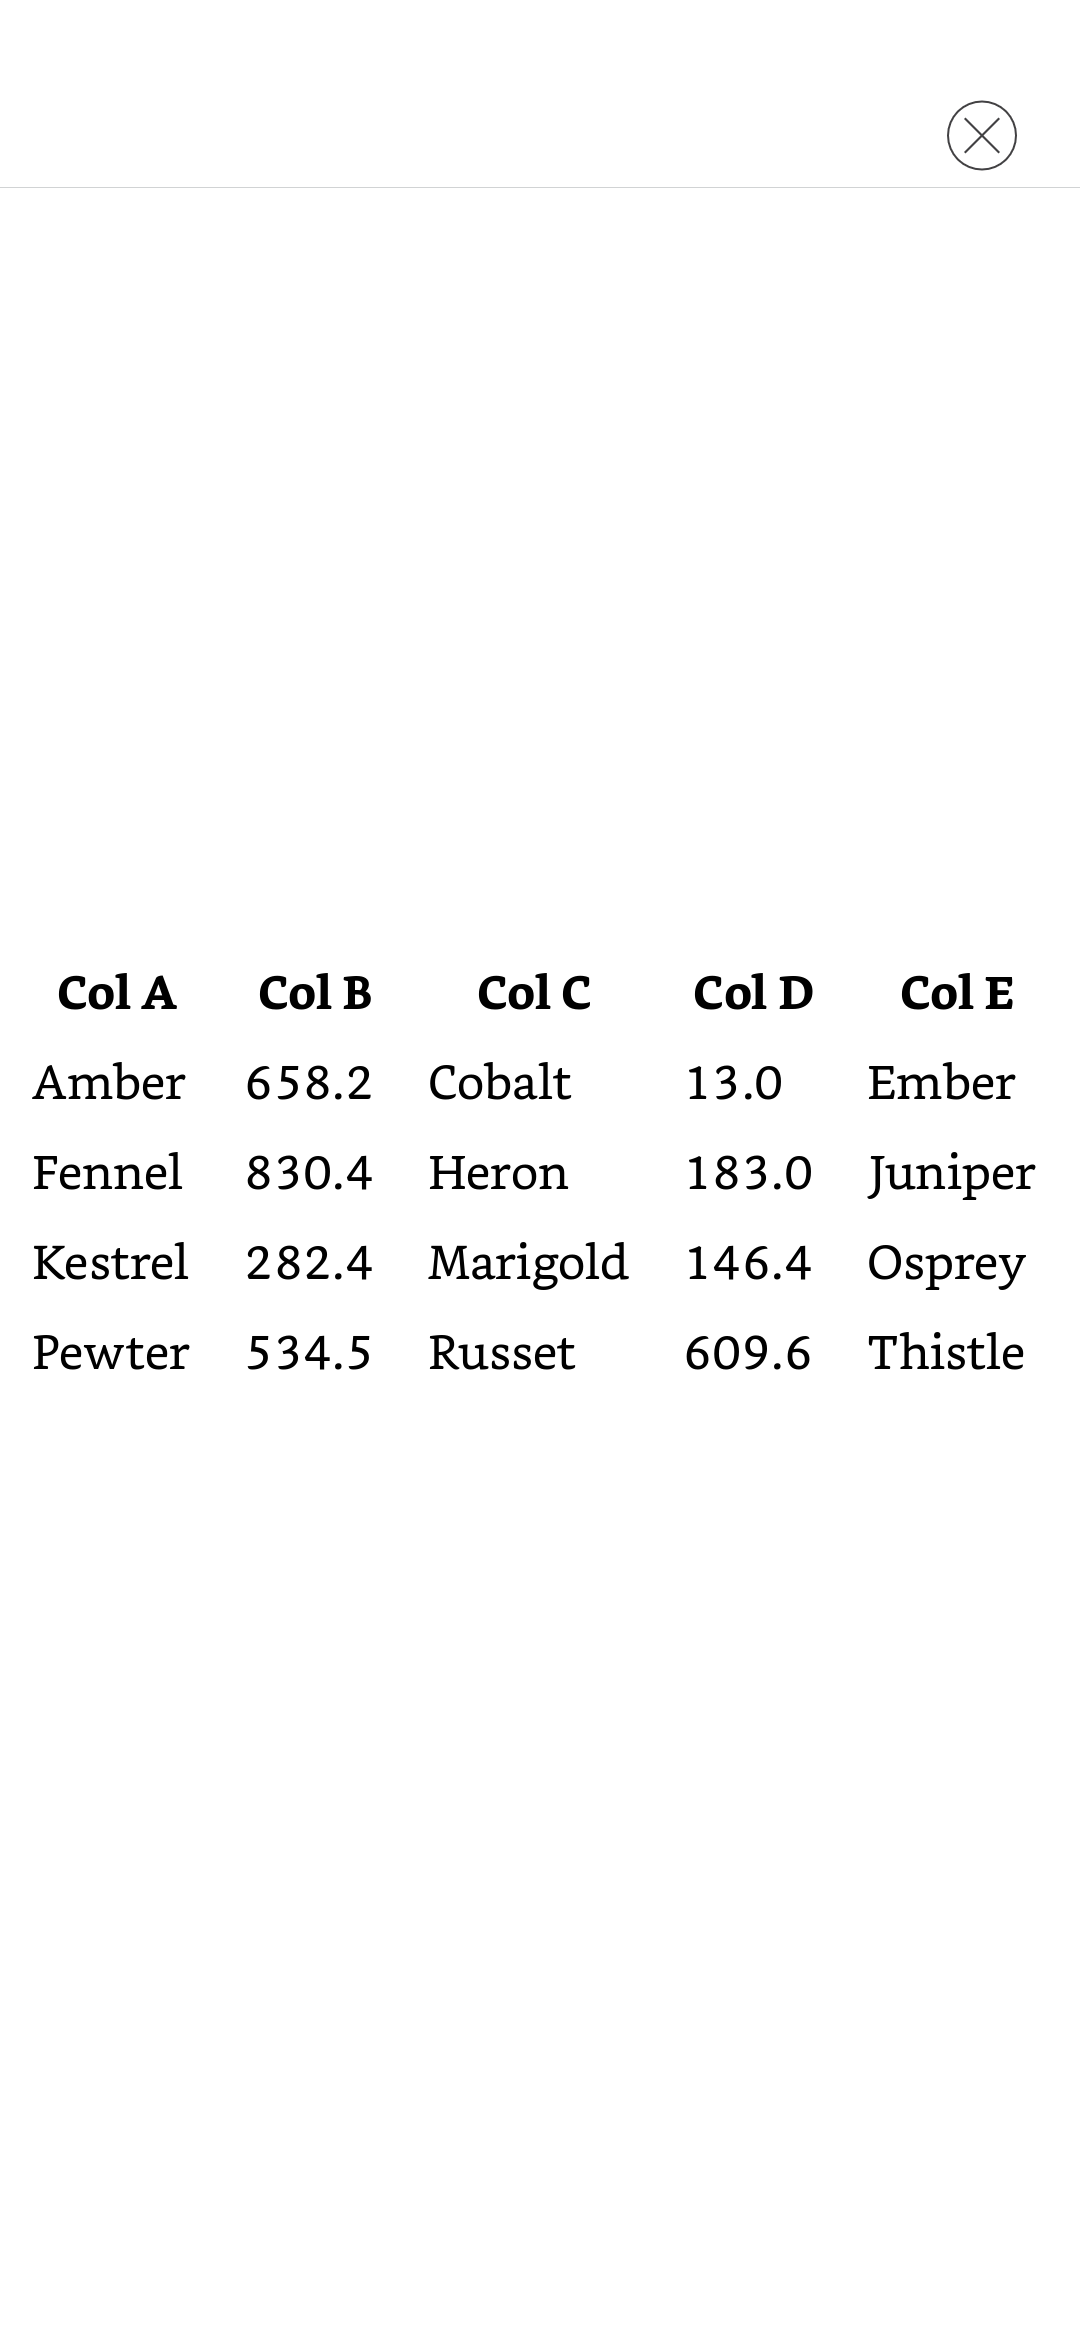 Col A Col B Col C Col D Col E
Amber 658.2 Cobalt 13.0 Ember
Fennel 830.4 Heron 183.0 Juniper
Kestrel 282.4 Marigold 146.4 Osprey
Pewter 534.5 Russet 609.6 Thistle